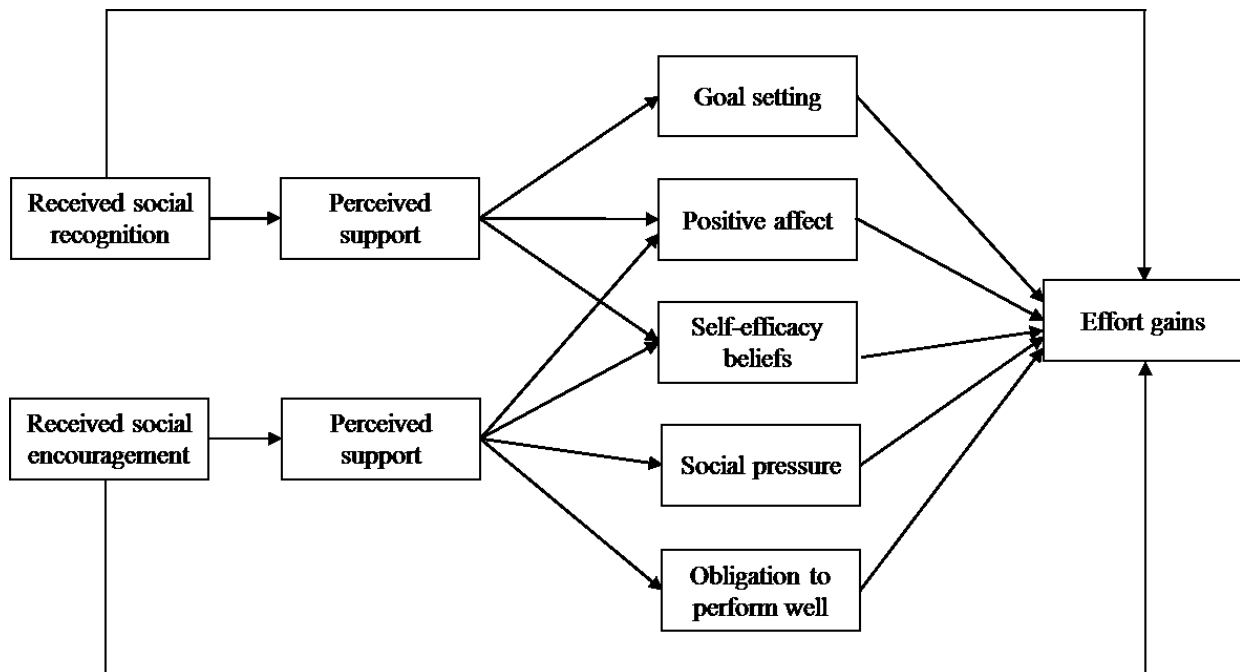 Goal setting
Received social
recognition
Perceived
support
Positive affect
Self-efficacy
beliefs
Effort gains
Received social
encouragement
Perceived
support
Social pressure
Obligation to
perform well